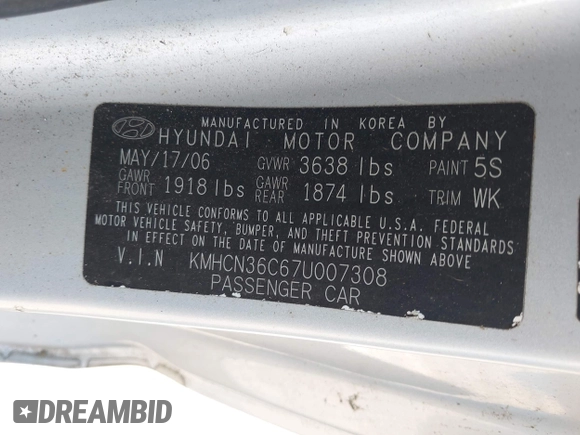 MANUFACTURED IN KOREA BY
HYUNDAI MOTOR COMPANY
MAY/17/06 GVWR 3638 lbs PAINT 5S
GAWR FRONT 1918 lbs GAWR REAR 1874 lbs TRIM WK
THIS VEHICLE CONFORMS TO ALL APPLICABLE U.S.A. FEDERAL
MOTOR VEHICLE SAFETY, BUMPER, AND THEFT PREVENTION STANDARDS
IN EFFECT ON THE DATE OF MANUFACTURE SHOWN ABOVE.
V.I.N KMHCN36C67U007308
PASSENGER CAR
DREAMBID